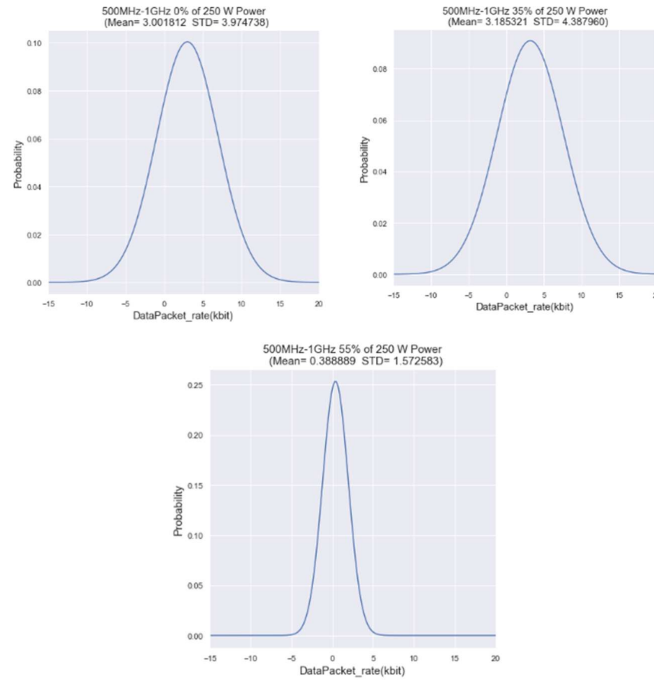 500MHz-1GHz 0% of 250 W Power
(Mean= 3.001812 STD= 3.974738)
0.10
0.08
0.06
0.04
0.02
0.00
Probability
−15 −10 −5 0 5 10 15 20
DataPacket_rate(kbit)
500MHz-1GHz 35% of 250 W Power
(Mean= 3.185321 STD= 4.387960)
0.08
0.06
0.04
0.02
0.00
Probability
−15 −10 −5 0 5 10 15 20
DataPacket_rate(kbit)
500MHz-1GHz 55% of 250 W Power
(Mean= 0.388889 STD= 1.572583)
0.25
0.20
0.15
0.10
0.05
0.00
Probability
−15 −10 −5 0 5 10 15 20
DataPacket_rate(kbit)